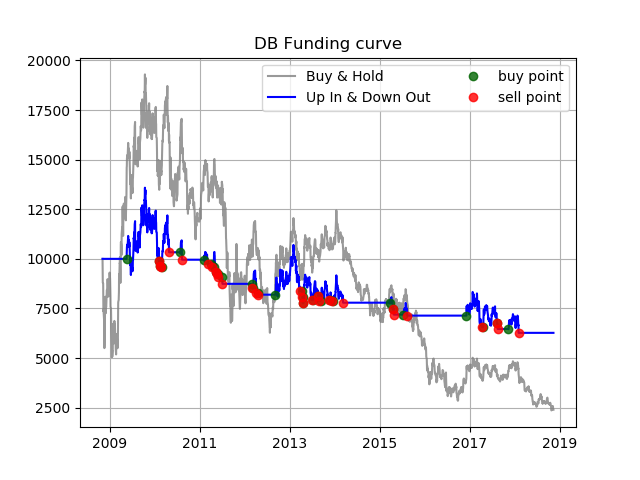 DB Funding curve
Buy & Hold
Up In & Down Out
buy point
sell point
20000
17500
15000
12500
10000
7500
5000
2500
2009 2011 2013 2015 2017 2019